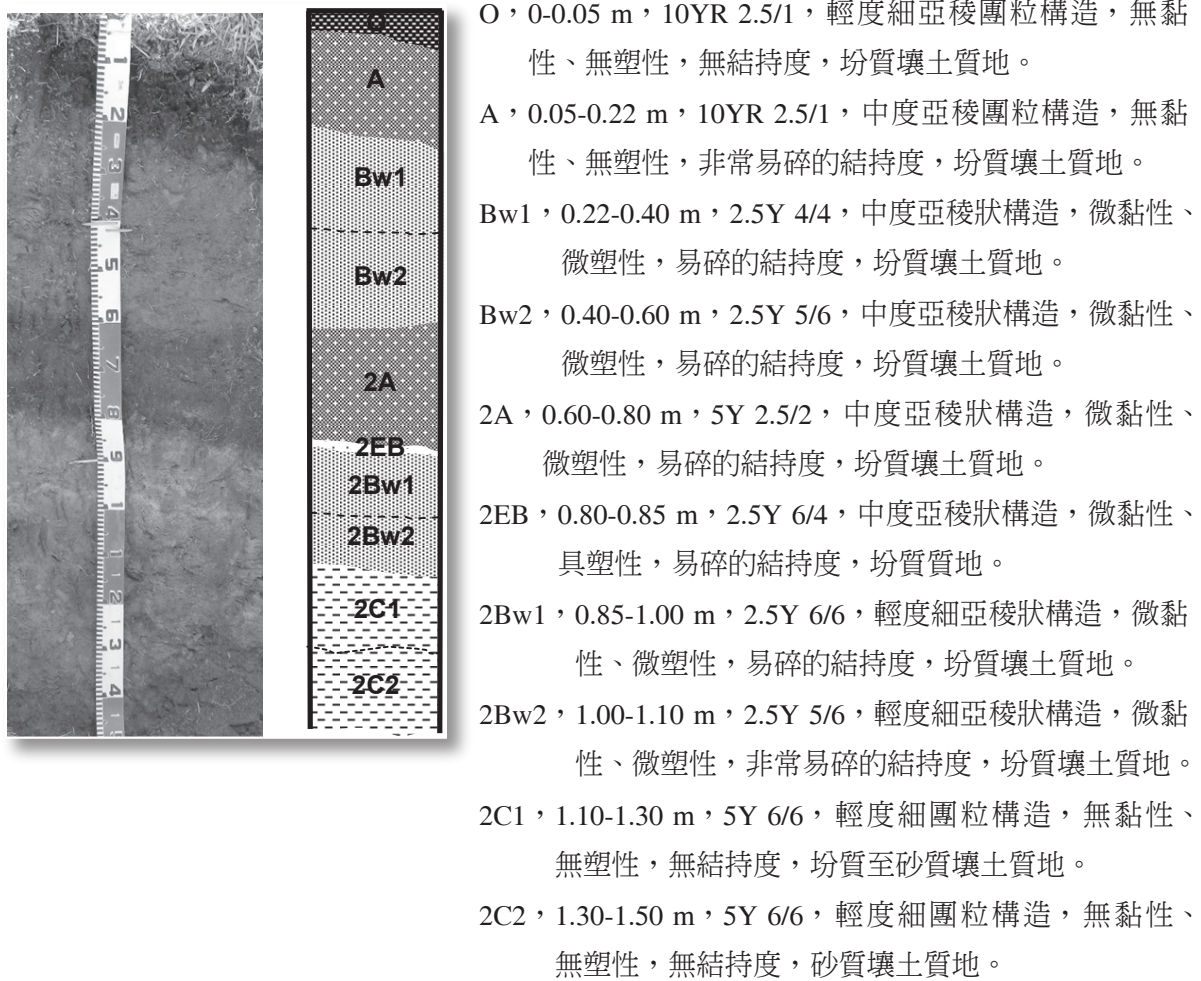 O
A
Bw1
Bw2
2A
2EB
2Bw1
2Bw2
2C1
2C2
1
2
3
4
5
6
7
8
9
1
1 1
1 2
1 3
1 4
O，0-0.05 m，10YR 2.5/1，輕度細亞稜團粒構造，無黏
性、無塑性，無結持度，坋質壤土質地。
A，0.05-0.22 m，10YR 2.5/1，中度亞稜團粒構造，無黏
性、無塑性，非常易碎的結持度，坋質壤土質地。
Bw1，0.22-0.40 m，2.5Y 4/4，中度亞稜狀構造，微黏性、
微塑性，易碎的結持度，坋質壤土質地。
Bw2，0.40-0.60 m，2.5Y 5/6，中度亞稜狀構造，微黏性、
微塑性，易碎的結持度，坋質壤土質地。
2A，0.60-0.80 m，5Y 2.5/2，中度亞稜狀構造，微黏性、
微塑性，易碎的結持度，坋質壤土質地。
2EB，0.80-0.85 m，2.5Y 6/4，中度亞稜狀構造，微黏性、
具塑性，易碎的結持度，坋質質地。
2Bw1，0.85-1.00 m，2.5Y 6/6，輕度細亞稜狀構造，微黏
性、微塑性，易碎的結持度，坋質壤土質地。
2Bw2，1.00-1.10 m，2.5Y 5/6，輕度細亞稜狀構造，微黏
性、微塑性，非常易碎的結持度，坋質壤土質地。
2C1，1.10-1.30 m，5Y 6/6，輕度細團粒構造，無黏性、
無塑性，無結持度，坋質至砂質壤土質地。
2C2，1.30-1.50 m，5Y 6/6，輕度細團粒構造，無黏性、
無塑性，無結持度，砂質壤土質地。